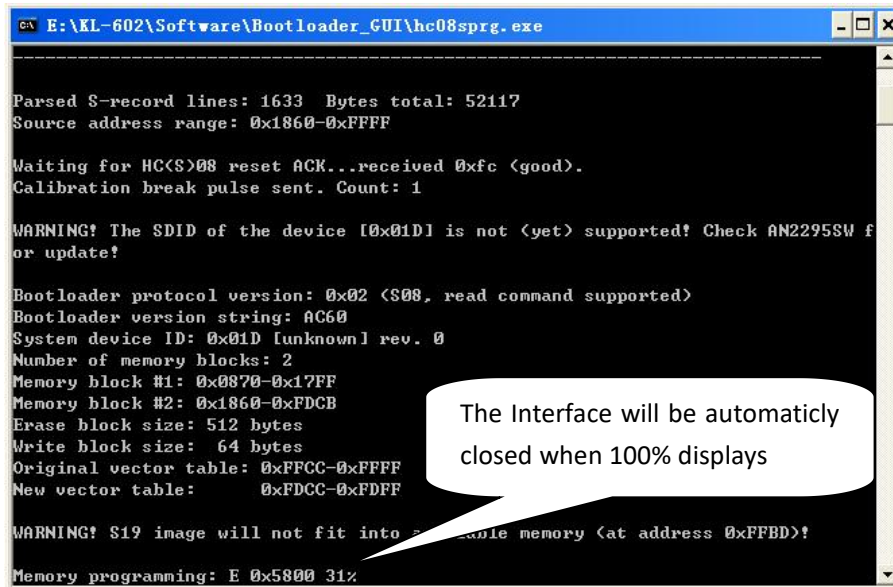 E:\KL-602\Software\Bootloader_GUI\hc08sprg.exe
--------------------------------------------------------------------------
Parsed S-record lines: 1633  Bytes total: 52117
Source address range: 0x1860-0xFFFF
Waiting for HC(S)08 reset ACK...received 0xfc (good).
Calibration break pulse sent. Count: 1
WARNING! The SDID of the device [0x01D] is not (yet) supported! Check AN2295SW f
or update!
Bootloader protocol version: 0x02 (S08, read command supported)
Bootloader version string: AC60
System device ID: 0x01D [unknown] rev. 0
Number of memory blocks: 2
Memory block #1: 0x0870-0x17FF
Memory block #2: 0x1860-0xFDCB
Erase block size: 512 bytes
Write block size:  64 bytes
Original vector table: 0xFFCC-0xFFFF
New vector table:      0xFDCC-0xFDFF
The Interface will be automaticly
closed when 100% displays
WARNING! S19 image will not fit into memory (at address 0xFFBD)!
Memory programming: E 0x5800 31%